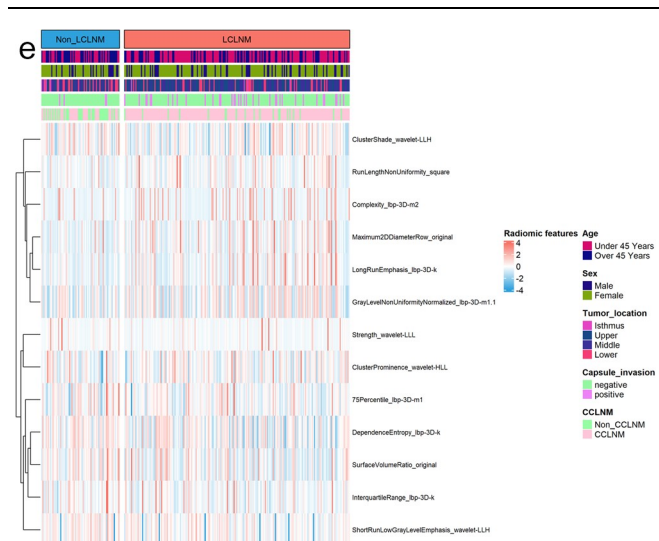 e
Non_LCLNM
LCLNM
ClusterShade_wavelet-LLH
RunLengthNonUniformity_square
Complexity_lbp-3D-m2
Maximum2DDiameterRow_original
LongRunEmphasis_lbp-3D-k
GrayLevelNonUniformityNormalized_lbp-3D-m1.1
Strength_wavelet-LLL
ClusterProminence_wavelet-HLL
75Percentile_lbp-3D-m1
DependenceEntropy_lbp-3D-k
SurfaceVolumeRatio_original
InterquartileRange_lbp-3D-k
ShortRunLowGrayLevelEmphasis_wavelet-LLH
Radiomic features
4
2
0
-2
-4
Age
Under 45 Years
Over 45 Years
Sex
Male
Female
Tumor_location
Isthmus
Upper
Middle
Lower
Capsule_invasion
negative
positive
CCLNM
Non_CCLNM
CCLNM